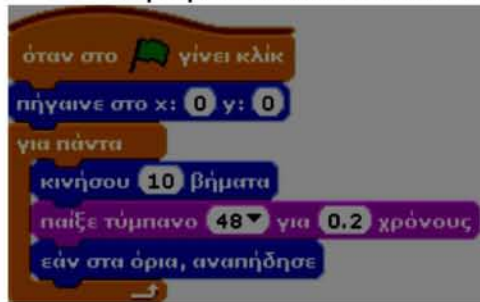 όταν στο γίνει κλίκ
πήγαινε στο x: 0 y: 0
για πάντα
κινήσου 10 βήματα
παίξε τύμπανο 48 για 0.2 χρόνους
εάν στα όρια, αναπήδησε